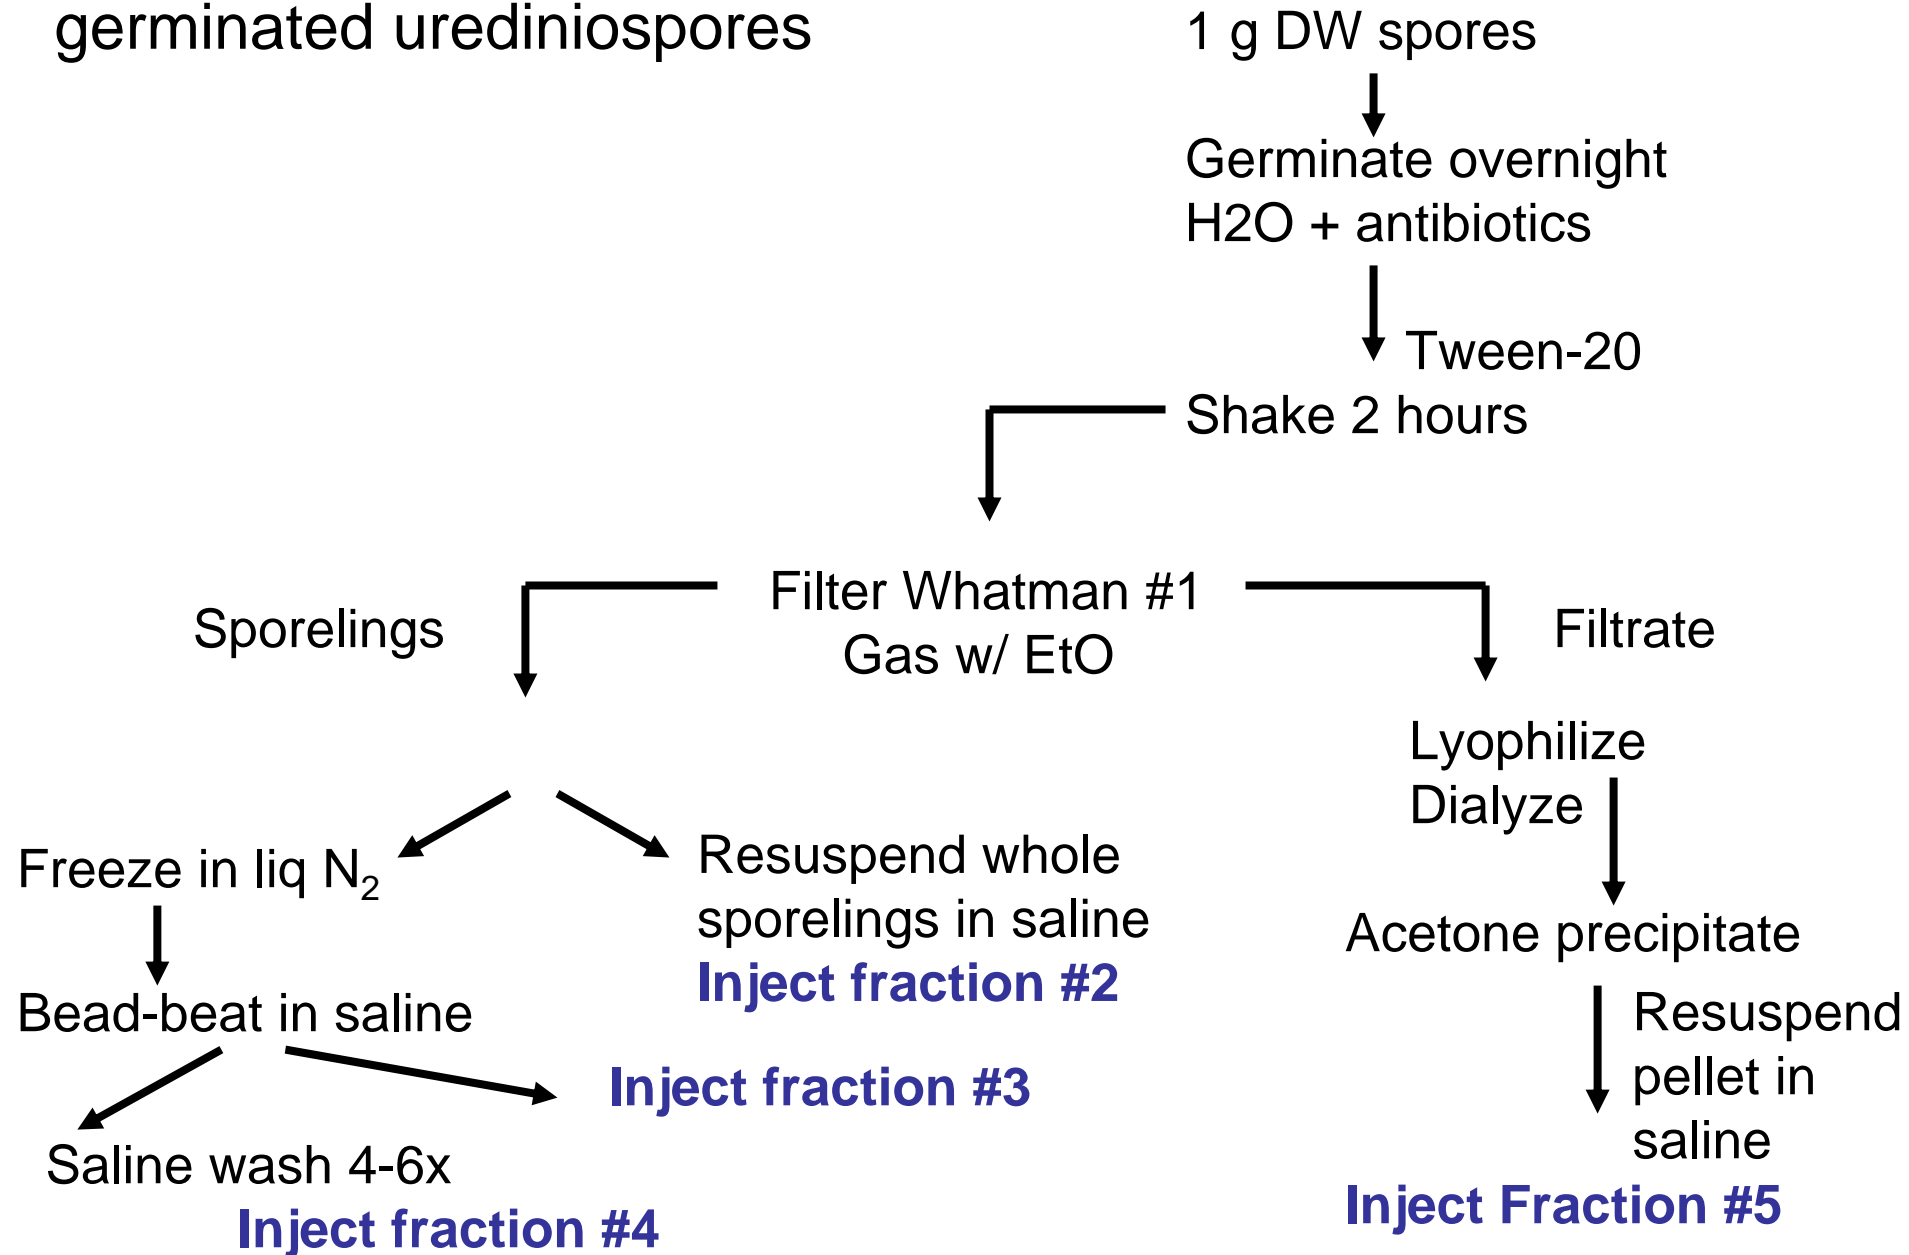 germinated urediniospores
1 g DW spores
Germinate overnight
H2O + antibiotics
Tween-20
Shake 2 hours
Filter Whatman #1
Gas w/ EtO
Sporelings
Filtrate
Freeze in liq N₂
Bead-beat in saline
Saline wash 4-6x
Inject fraction #4
Inject fraction #3
Resuspend whole
sporelings in saline
Inject fraction #2
Lyophilize
Dialyze
Acetone precipitate
Resuspend
pellet in
saline
Inject Fraction #5